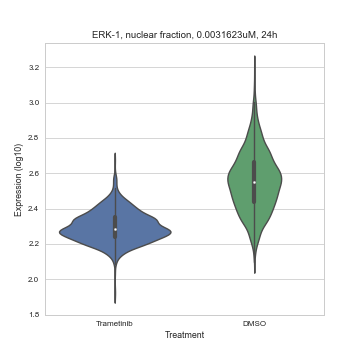 ERK-1, nuclear fraction, 0.0031623uM, 24h
3.2
3.0
2.8
2.6
2.4
2.2
2.0
1.8
Expression (log10)
Trametinib DMSO
Treatment